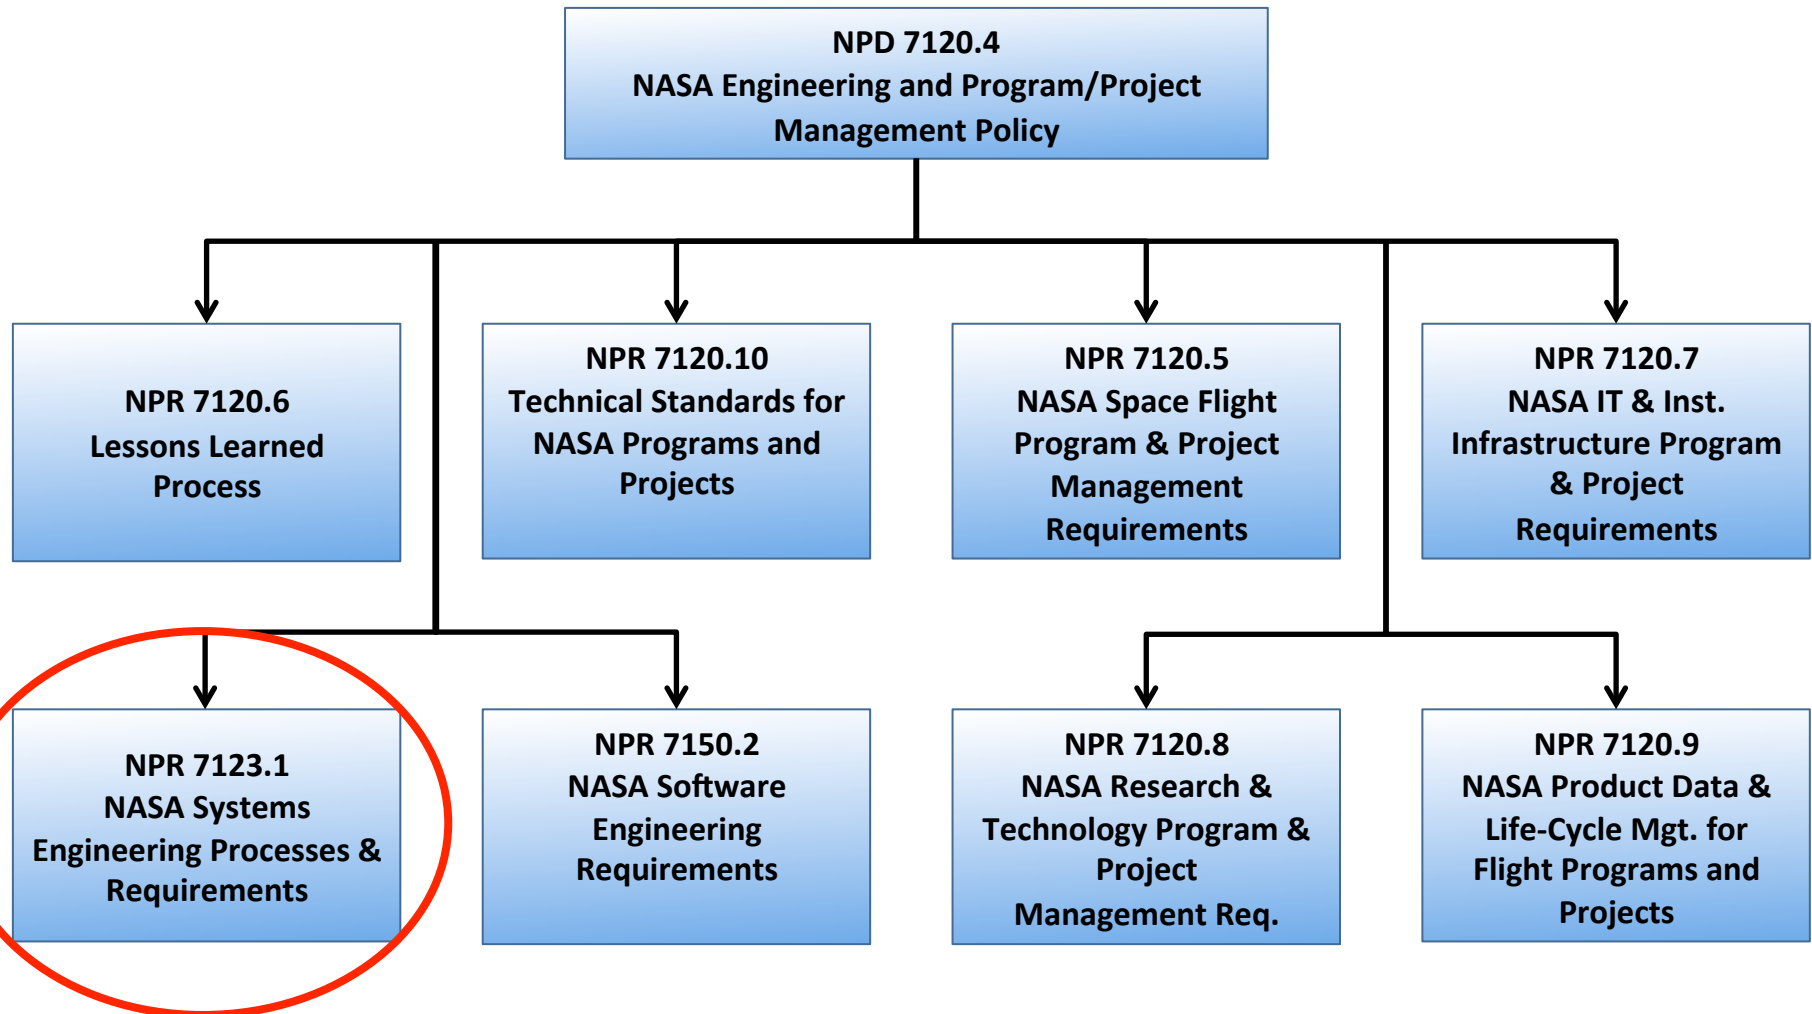 NPD 7120.4
NASA Engineering and Program/Project
Management Policy
NPR 7120.6
Lessons Learned
Process
NPR 7120.10
Technical Standards for
NASA Programs and
Projects
NPR 7120.5
NASA Space Flight
Program & Project
Management
Requirements
NPR 7120.7
NASA IT & Inst.
Infrastructure Program
& Project
Requirements
NPR 7123.1
NASA Systems
Engineering Processes &
Requirements
NPR 7150.2
NASA Software
Engineering
Requirements
NPR 7120.8
NASA Research &
Technology Program &
Project
Management Req.
NPR 7120.9
NASA Product Data &
Life-Cycle Mgt. for
Flight Programs and
Projects